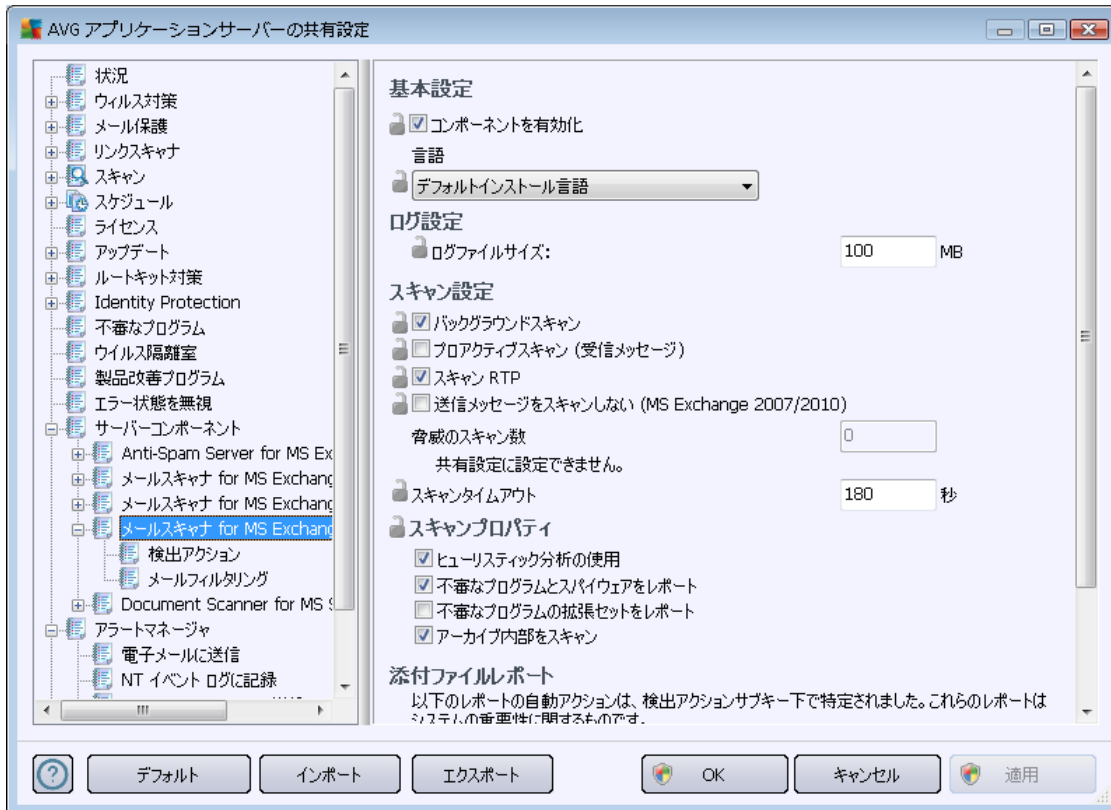 AVG アプリケーションサーバーの共有設定
状況
ウィルス対策
メール保護
リンクスキャナ
スキャン
スケジュール
ライセンス
アップデート
ルートキット対策
Identity Protection
不審なプログラム
ウイルス隔離室
製品改善プログラム
エラー状態を無視
サーバーコンポーネント
Anti-Spam Server for MS Ex
メールスキャナ for MS Exchang
メールスキャナ for MS Exchang
メールスキャナ for MS Exchang
検出アクション
メールフィルタリング
Document Scanner for MS S
アラートマネージャ
電子メールに送信
NT イベント ログに記録
基本設定
コンポーネントを有効化
言語
デフォルトインストール言語
ログ設定
ログファイルサイズ: 100 MB
スキャン設定
バックグラウンドスキャン
プロアクティブスキャン (受信メッセージ)
スキャン RTP
送信メッセージをスキャンしない (MS Exchange 2007/2010)
脅威のスキャン数 0
共有設定に設定できません。
スキャンタイムアウト 180 秒
スキャンプロパティ
ヒューリスティック分析の使用
不審なプログラムとスパイウェアをレポート
不審なプログラムの拡張セットをレポート
アーカイブ内部をスキャン
添付ファイルレポート
以下のレポートの自動アクションは、検出アクションサブキー下で特定されました。これらのレポートは
システムの重要性に関するものです。
デフォルト インポート エクスポート OK キャンセル 適用